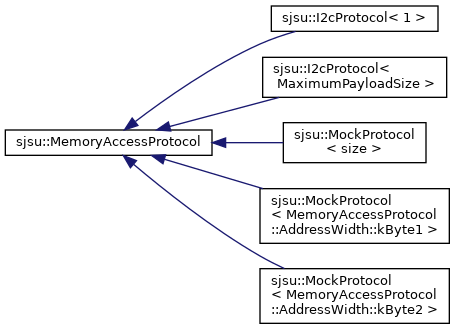 sjsu::I2cProtocol< 1 >
sjsu::I2cProtocol<
MaximumPayloadSize >
sjsu::MemoryAccessProtocol
sjsu::MockProtocol
< size >
sjsu::MockProtocol
< MemoryAccessProtocol
::AddressWidth::kByte1 >
sjsu::MockProtocol
< MemoryAccessProtocol
::AddressWidth::kByte2 >